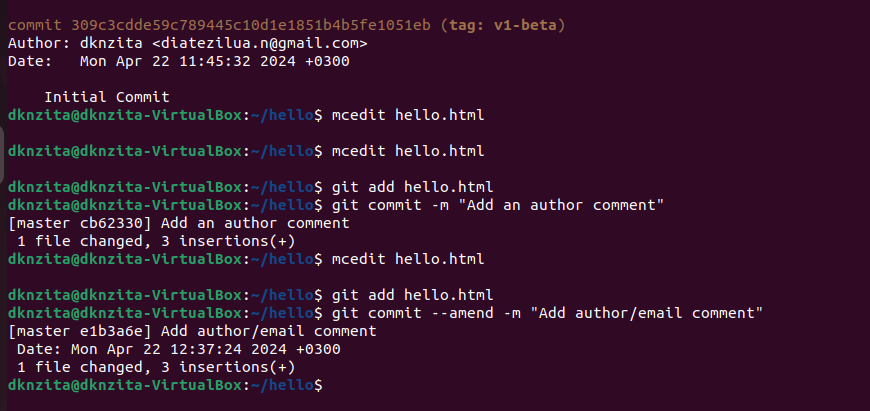 commit 309c3cdde59c789445c10d1e1851b4b5fe1051eb (tag: v1-beta)
Author: dknzita <diatezilua.n@gmail.com>
Date:   Mon Apr 22 11:45:32 2024 +0300
    Initial Commit
dknzita@dknzita-VirtualBox:~/hello$ mcedit hello.html
dknzita@dknzita-VirtualBox:~/hello$ mcedit hello.html
dknzita@dknzita-VirtualBox:~/hello$ git add hello.html
dknzita@dknzita-VirtualBox:~/hello$ git commit -m "Add an author comment"
[master cb62330] Add an author comment
 1 file changed, 3 insertions(+)
dknzita@dknzita-VirtualBox:~/hello$ mcedit hello.html
dknzita@dknzita-VirtualBox:~/hello$ git add hello.html
dknzita@dknzita-VirtualBox:~/hello$ git commit --amend -m "Add author/email comment"
[master e1b3a6e] Add author/email comment
 Date: Mon Apr 22 12:37:24 2024 +0300
 1 file changed, 3 insertions(+)
dknzita@dknzita-VirtualBox:~/hello$